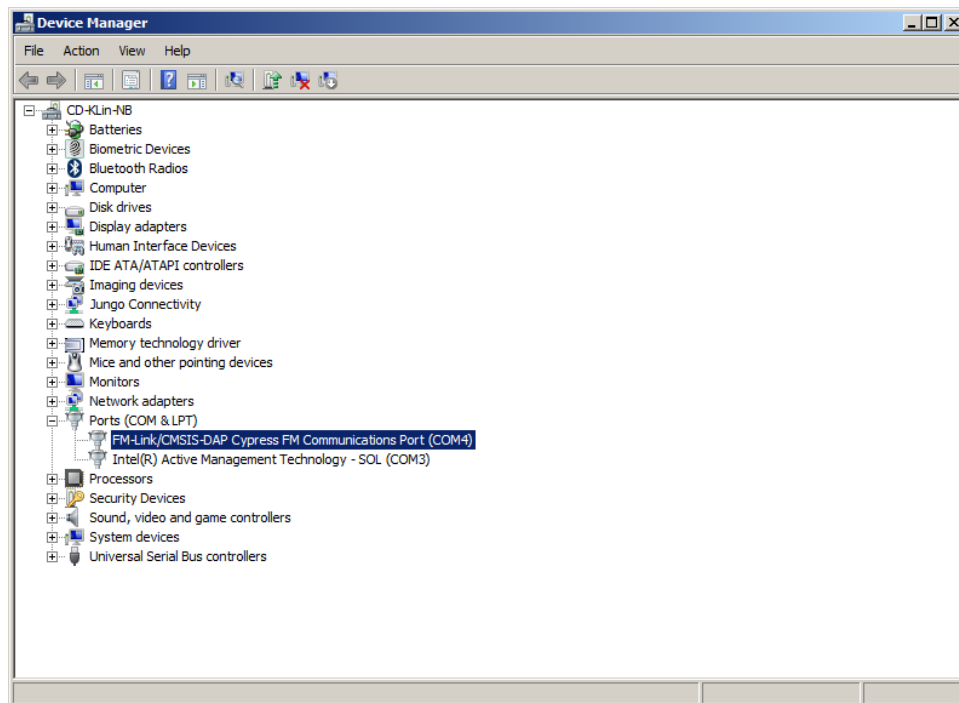 Device Manager
File Action View Help
CD-KLin-NB
Batteries
Biometric Devices
Bluetooth Radios
Computer
Disk drives
Display adapters
Human Interface Devices
IDE ATA/ATAPI controllers
Imaging devices
Jungo Connectivity
Keyboards
Memory technology driver
Mice and other pointing devices
Monitors
Network adapters
Ports (COM & LPT)
FM-Link/CMSIS-DAP Cypress FM Communications Port (COM4)
Intel(R) Active Management Technology - SOL (COM3)
Processors
Security Devices
Sound, video and game controllers
System devices
Universal Serial Bus controllers